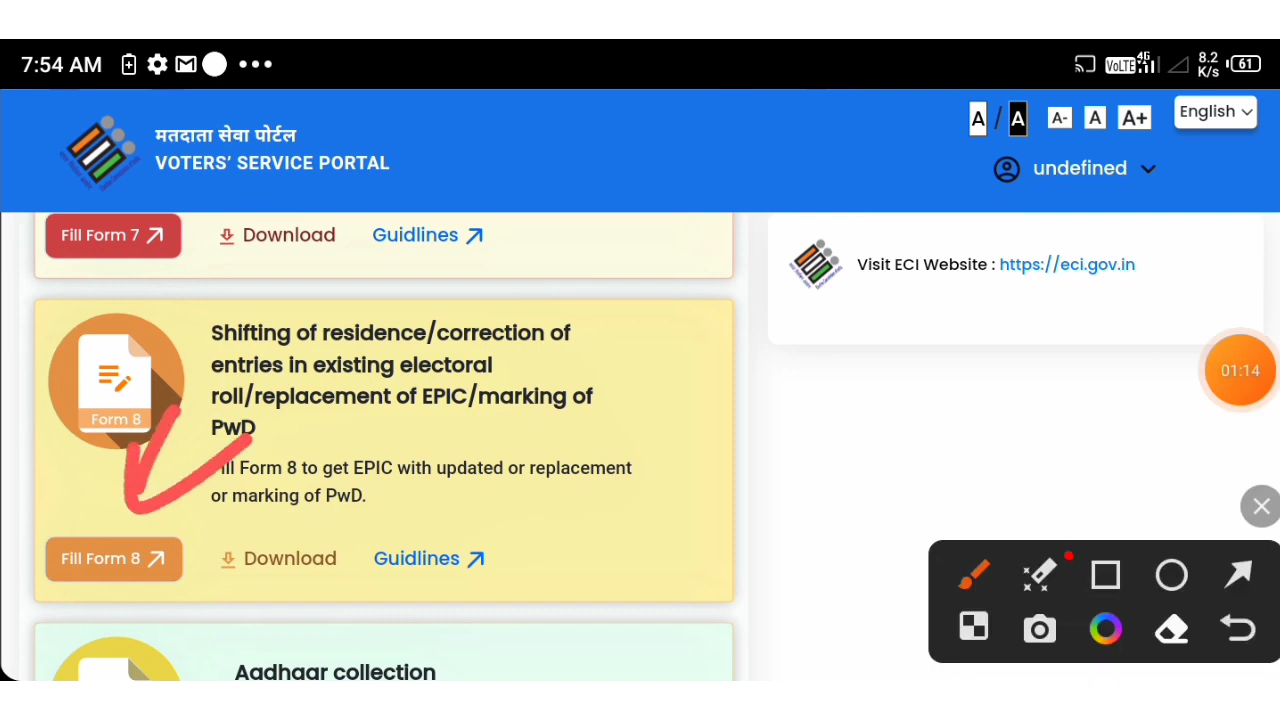 7:54 AM
VoLTE 4G 8.2 K/s 61
मतदाता सेवा पोर्टल
VOTERS' SERVICE PORTAL
A / A A- A A+ English
undefined
Fill Form 7 Download Guidlines
Visit ECI Website : https://eci.gov.in
Shifting of residence/correction of
entries in existing electoral
roll/replacement of EPIC/marking of
PwD
Form 8
Fill Form 8 to get EPIC with updated or replacement
or marking of PwD.
Fill Form 8 Download Guidlines
01:14
Aadhaar collection